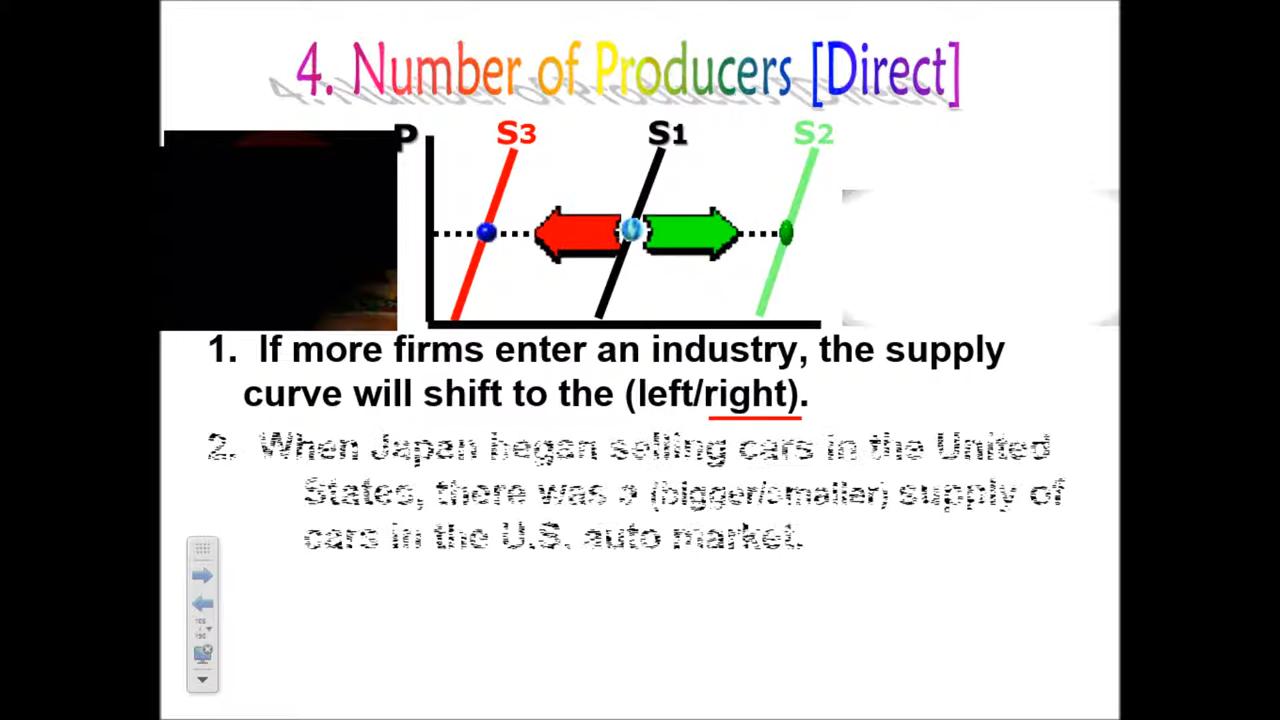 4. Number of Producers [Direct]
P S3 S1 S2
1. If more firms enter an industry, the supply
curve will shift to the (left/right).
2. When Japan began selling cars in the United
States, there was a (bigger/smaller) supply of
cars in the U.S. auto market.